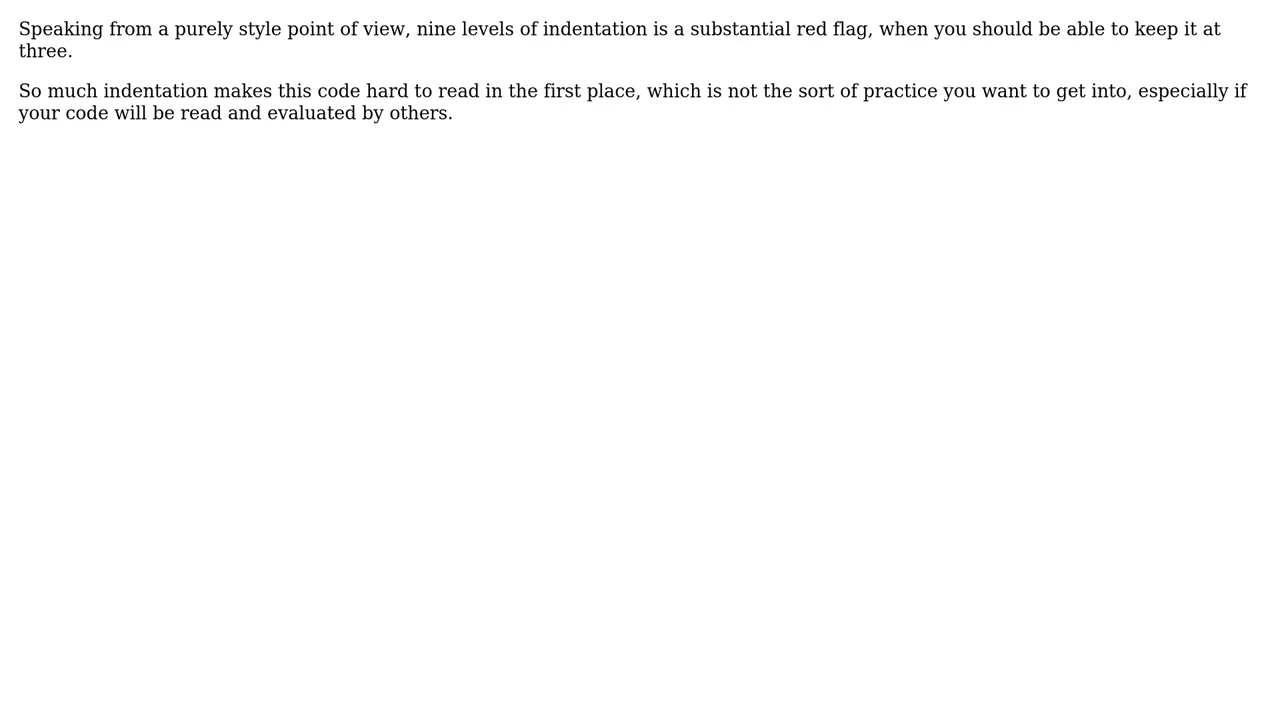 Speaking from a purely style point of view, nine levels of indentation is a substantial red flag, when you should be able to keep it at
three.
So much indentation makes this code hard to read in the first place, which is not the sort of practice you want to get into, especially if
your code will be read and evaluated by others.